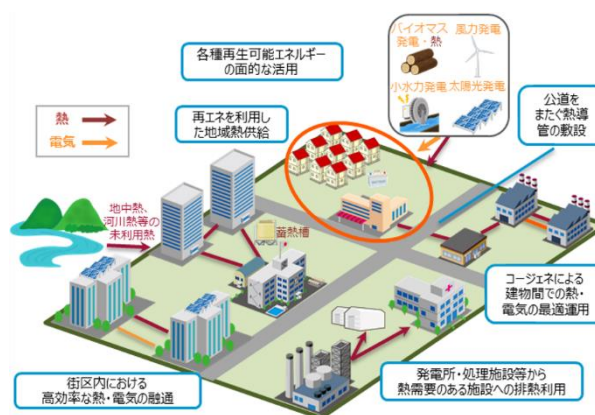 各種再生可能エネルギー
の面的な活用
バイオマス
発電・熱
風力発電
小水力発電
太陽光発電
公道を
またぐ熱導
管の敷設
熱
電気
再エネを利用し
た地域熱供給
地中熱、
河川熱等の
未利用熱
蓄熱槽
コージェネによる
建物間での熱・
電気の最適運用
街区内における
高効率な熱・電気の融通
発電所・処理施設等から
熱需要のある施設への排熱利用